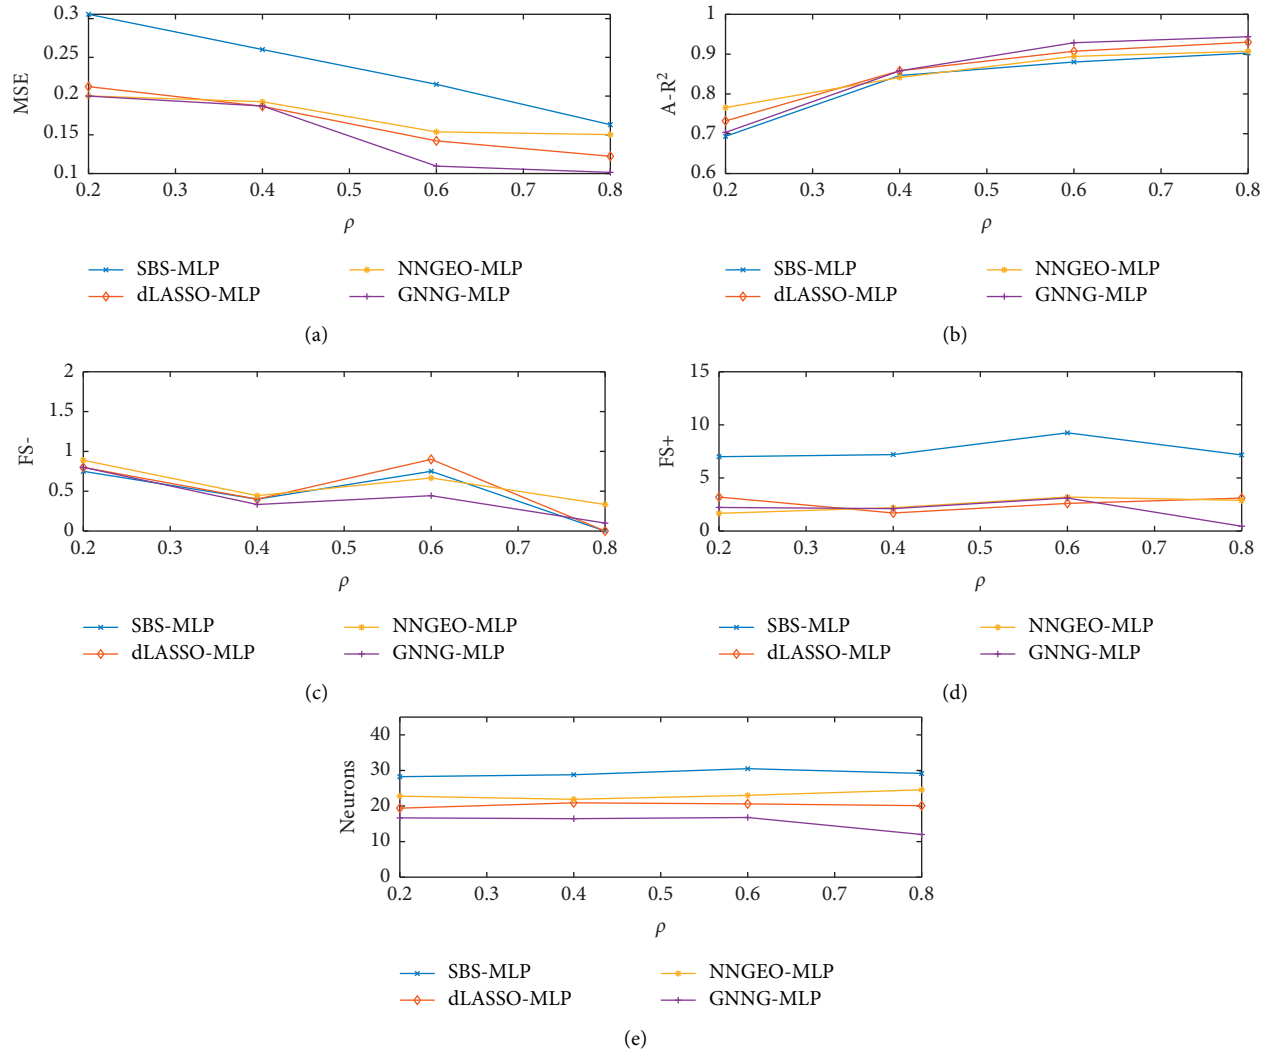 0.3
0.25
0.2
0.15
0.1
MSE
0.2 0.3 0.4 0.5 0.6 0.7 0.8
ρ
SBS-MLP NNGEO-MLP
dLASSO-MLP GNNG-MLP
(a)
1
0.9
0.8
0.7
0.6
A-R²
0.2 0.3 0.4 0.5 0.6 0.7 0.8
ρ
SBS-MLP NNGEO-MLP
dLASSO-MLP GNNG-MLP
(b)
2
1.5
1
0.5
0
FS-
0.2 0.3 0.4 0.5 0.6 0.7 0.8
ρ
SBS-MLP NNGEO-MLP
dLASSO-MLP GNNG-MLP
(c)
15
10
5
0
FS+
0.2 0.3 0.4 0.5 0.6 0.7 0.8
ρ
SBS-MLP NNGEO-MLP
dLASSO-MLP GNNG-MLP
(d)
40
30
20
10
0
Neurons
0.2 0.3 0.4 0.5 0.6 0.7 0.8
ρ
SBS-MLP NNGEO-MLP
dLASSO-MLP GNNG-MLP
(e)